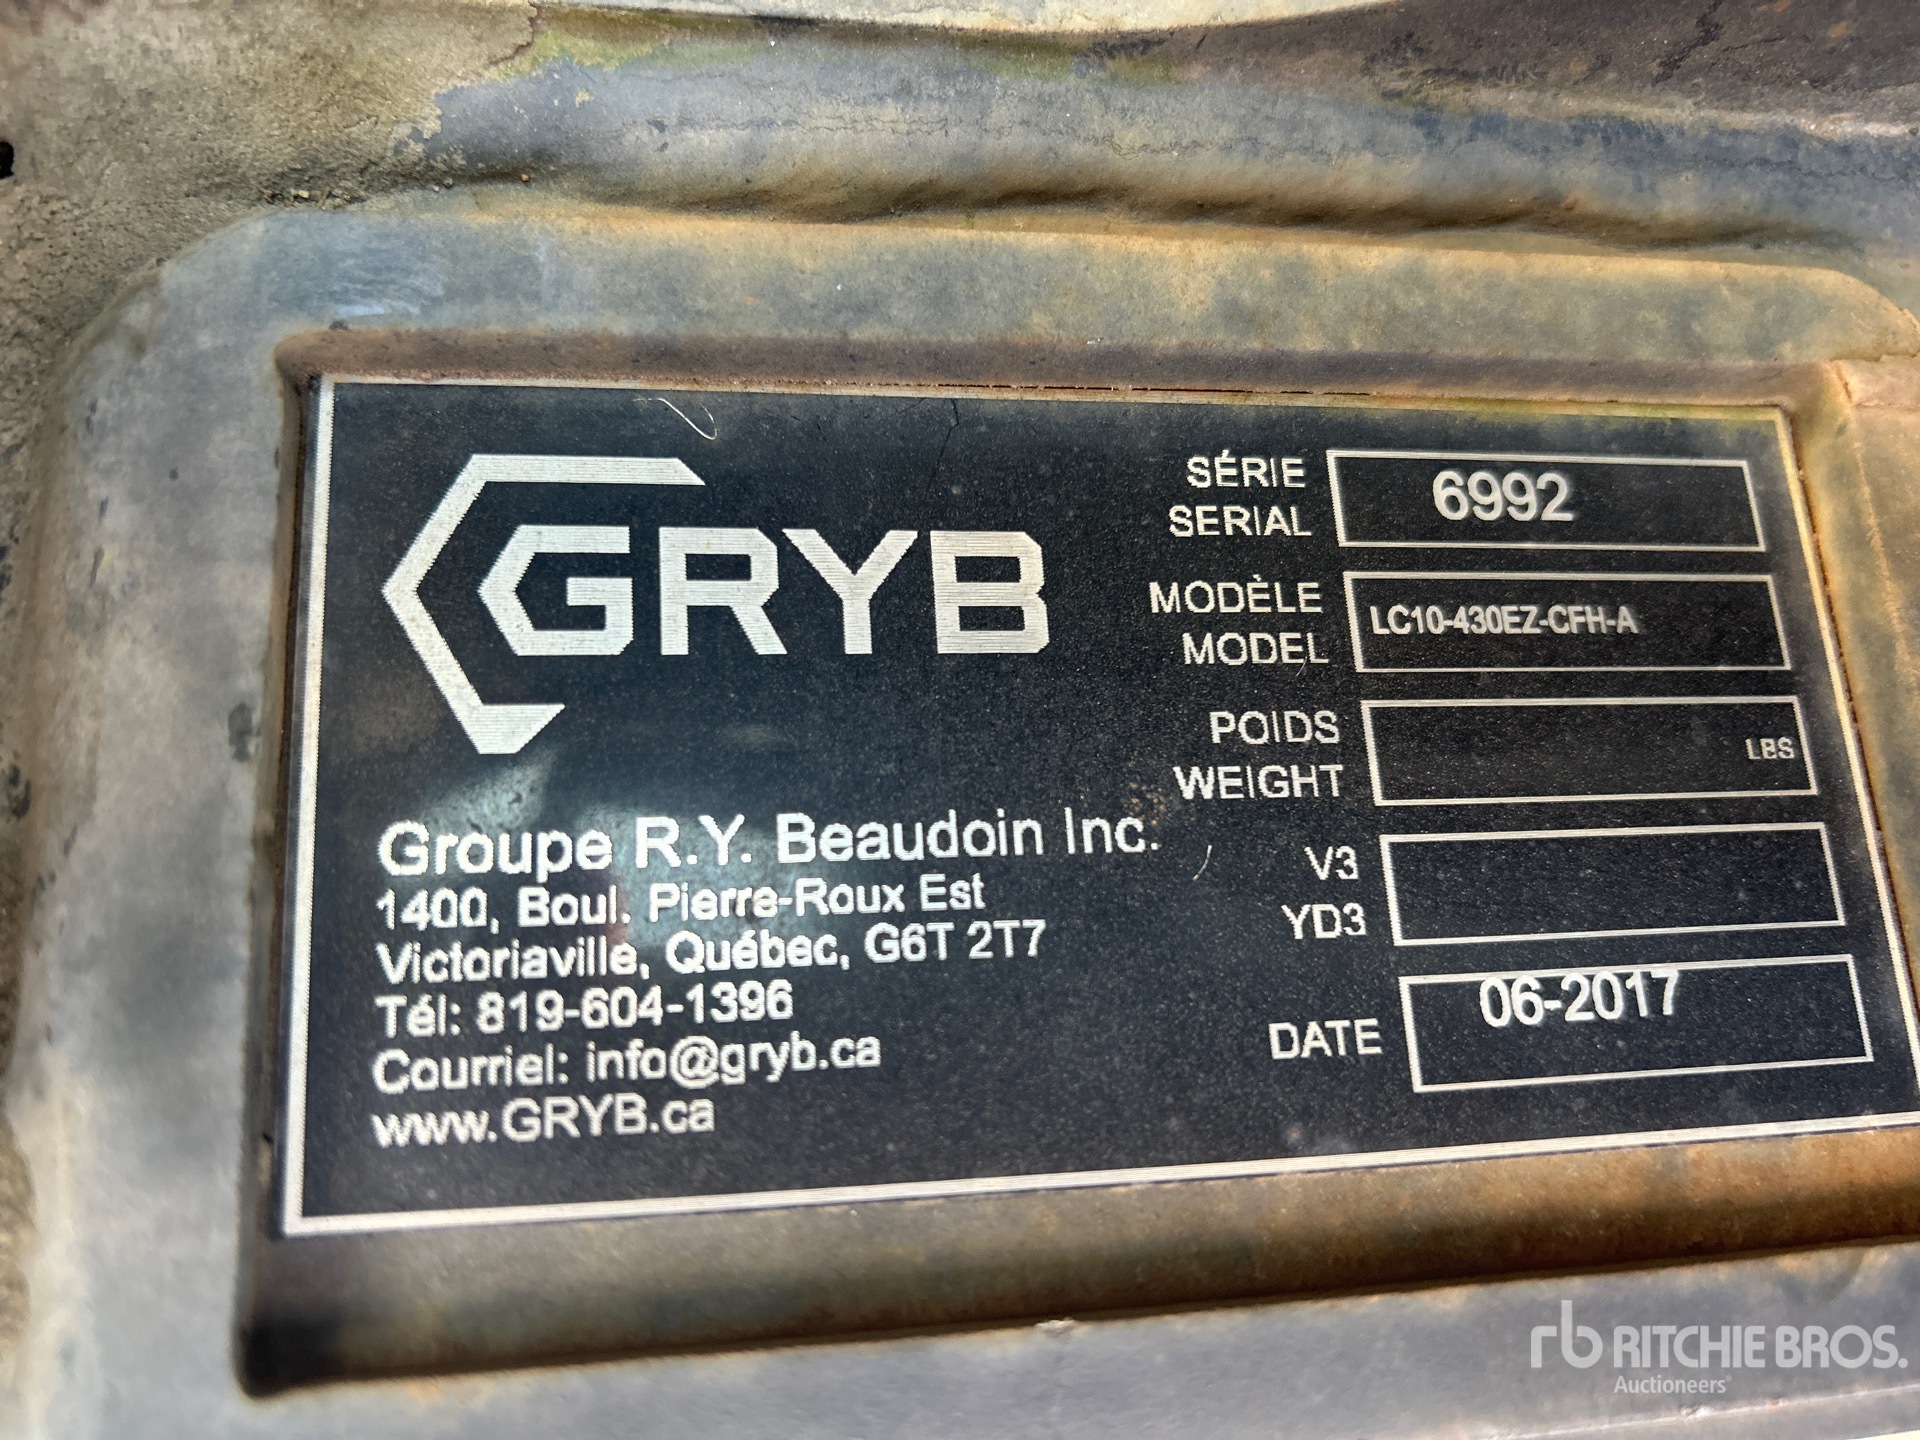 GRYB
Groupe R.Y. Beaudoin Inc.
1400, Boul. Pierre-Roux Est
Victoriaville, Québec, G6T 2T7
Tél: 819-604-1396
Courriel: info@gryb.ca
www.GRYB.ca
SÉRIE
SERIAL
6992
MODÈLE
MODEL
LC10-430EZ-CFH-A
POIDS
WEIGHT
LBS
V3
YD3
DATE
06-2017
rb RITCHIE BROS.
Auctioneers